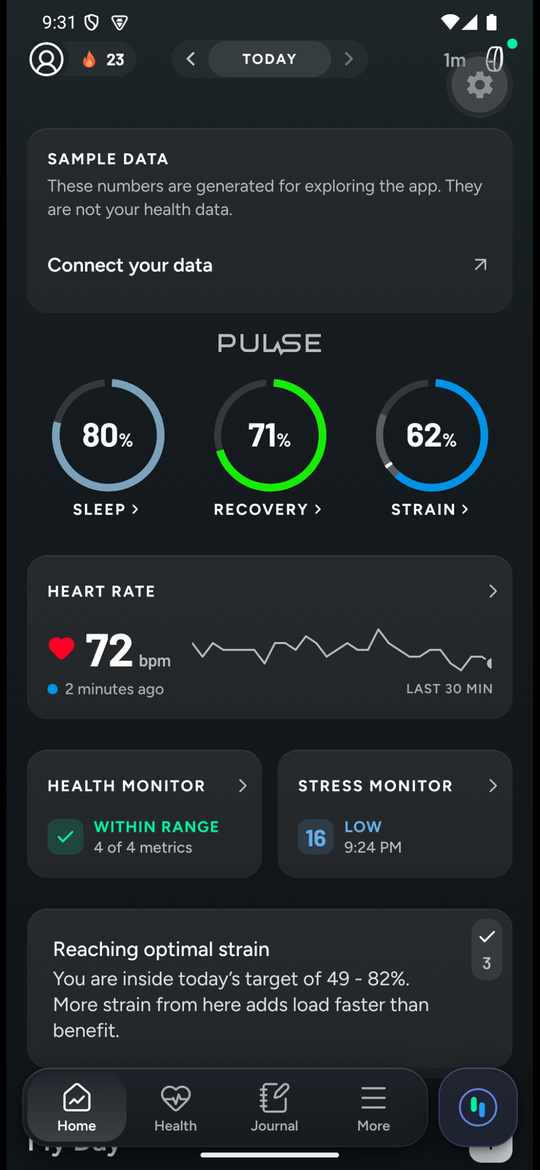 9:31
23
TODAY
1m
SAMPLE DATA
These numbers are generated for exploring the app. They
are not your health data.
Connect your data
PULSE
80%
71%
62%
SLEEP
RECOVERY
STRAIN
HEART RATE
72 bpm
2 minutes ago
LAST 30 MIN
HEALTH MONITOR
WITHIN RANGE
4 of 4 metrics
STRESS MONITOR
16
LOW
9:24 PM
Reaching optimal strain
You are inside today’s target of 49 - 82%.
More strain from here adds load faster than
benefit.
3
Home
Health
Journal
More
My Day